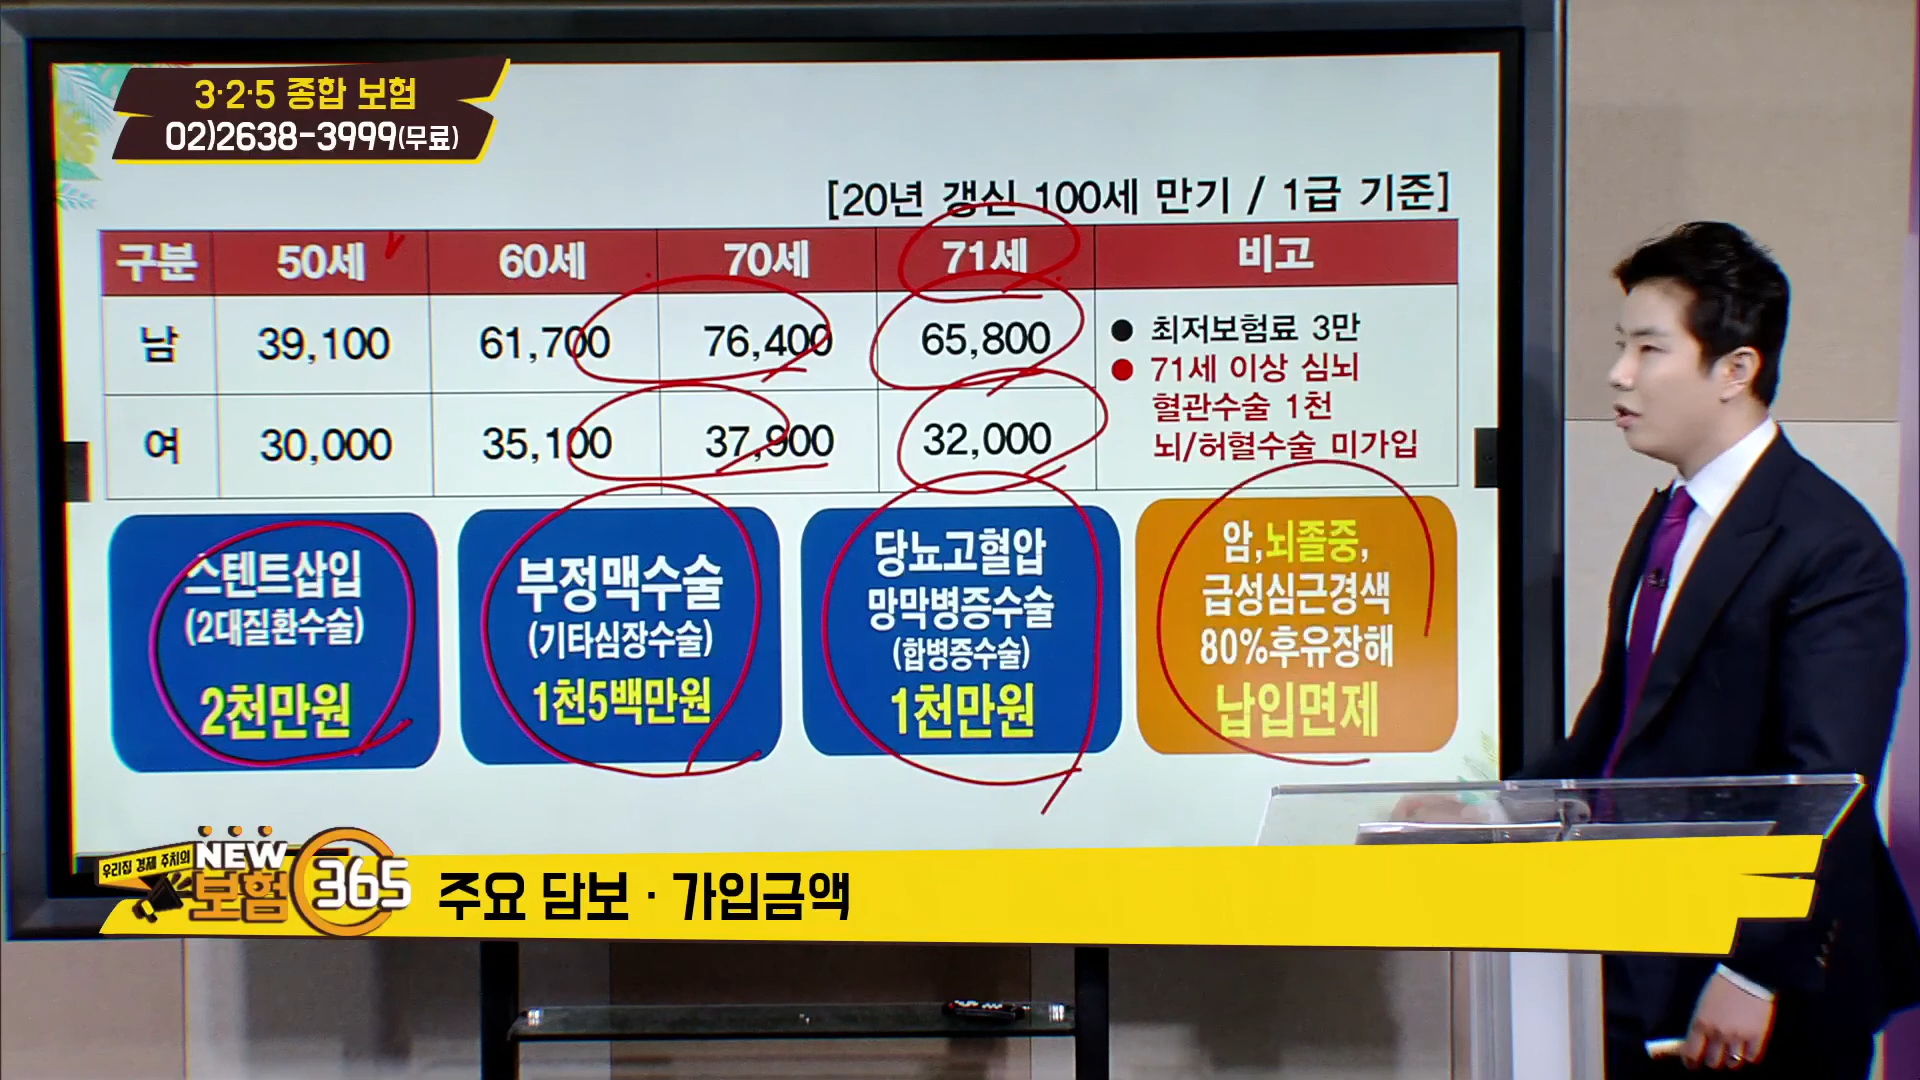 3·2·5 종합 보험
02)2638-3999(무료)
[20년 갱신 100세 만기 / 1급 기준]
구분 50세 60세 70세 71세 비고
남 39,100 61,700 76,400 65,800
여 30,000 35,100 37,900 32,000
● 최저보험료 3만
● 71세 이상 심뇌
혈관수술 1천
뇌/허혈수술 미가입
스텐트삽입
(2대질환수술)
2천만원
부정맥수술
(기타심장수술)
1천5백만원
당뇨고혈압
망막병증수술
(합병증수술)
1천만원
암,뇌졸중,
급성심근경색
80%후유장해
납입면제
우리집 경제 주치의
NEW
보험 365
주요 담보 · 가입금액